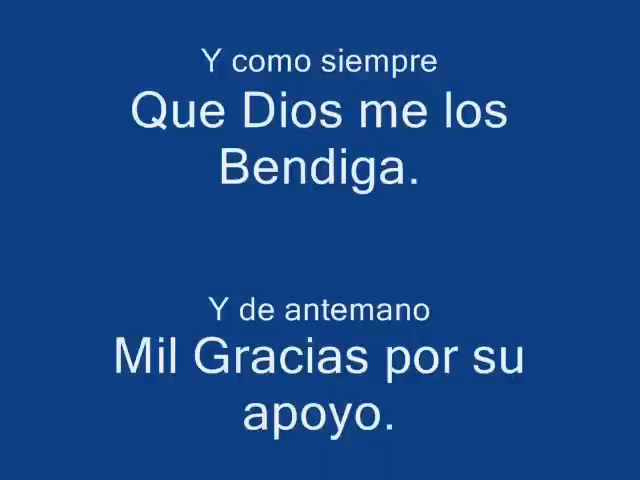 Y como siempre
Que Dios me los
Bendiga.
Y de antemano
Mil Gracias por su
apoyo.